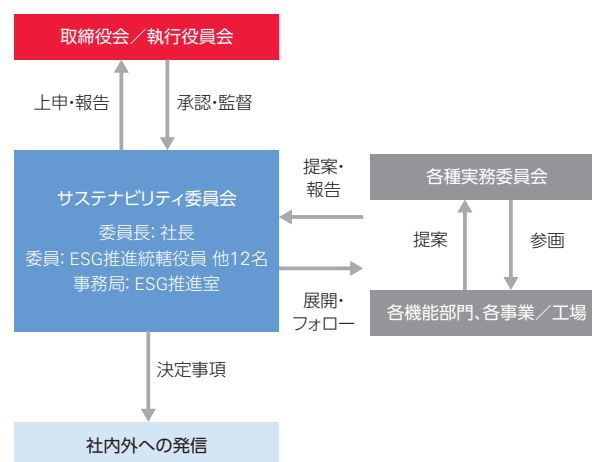 取締役会／執行役員会
上申・報告
承認・監督
サステナビリティ委員会
委員長：社長
委員：ESG推進統轄役員 他12名
事務局：ESG推進室
提案・
報告
展開・
フォロー
各種実務委員会
提案
参画
各機能部門、各事業／工場
決定事項
社内外への発信